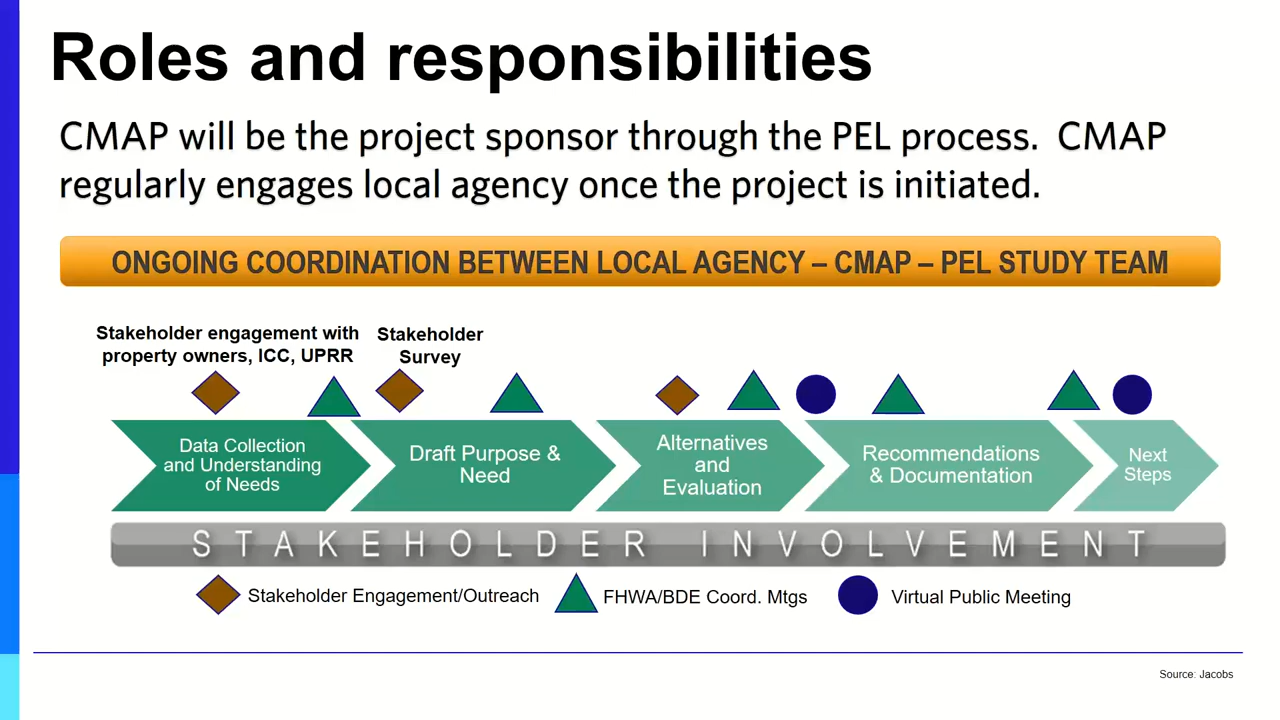 Roles and responsibilities
CMAP will be the project sponsor through the PEL process.  CMAP
regularly engages local agency once the project is initiated.
ONGOING COORDINATION BETWEEN LOCAL AGENCY – CMAP – PEL STUDY TEAM
Stakeholder engagement with
property owners, ICC, UPRR
Stakeholder
Survey
Data Collection
and Understanding
of Needs
Draft Purpose &
Need
Alternatives
and
Evaluation
Recommendations
& Documentation
Next
Steps
STAKEHOLDER INVOLVEMENT
Stakeholder Engagement/Outreach
FHWA/BDE Coord. Mtgs
Virtual Public Meeting
Source: Jacobs